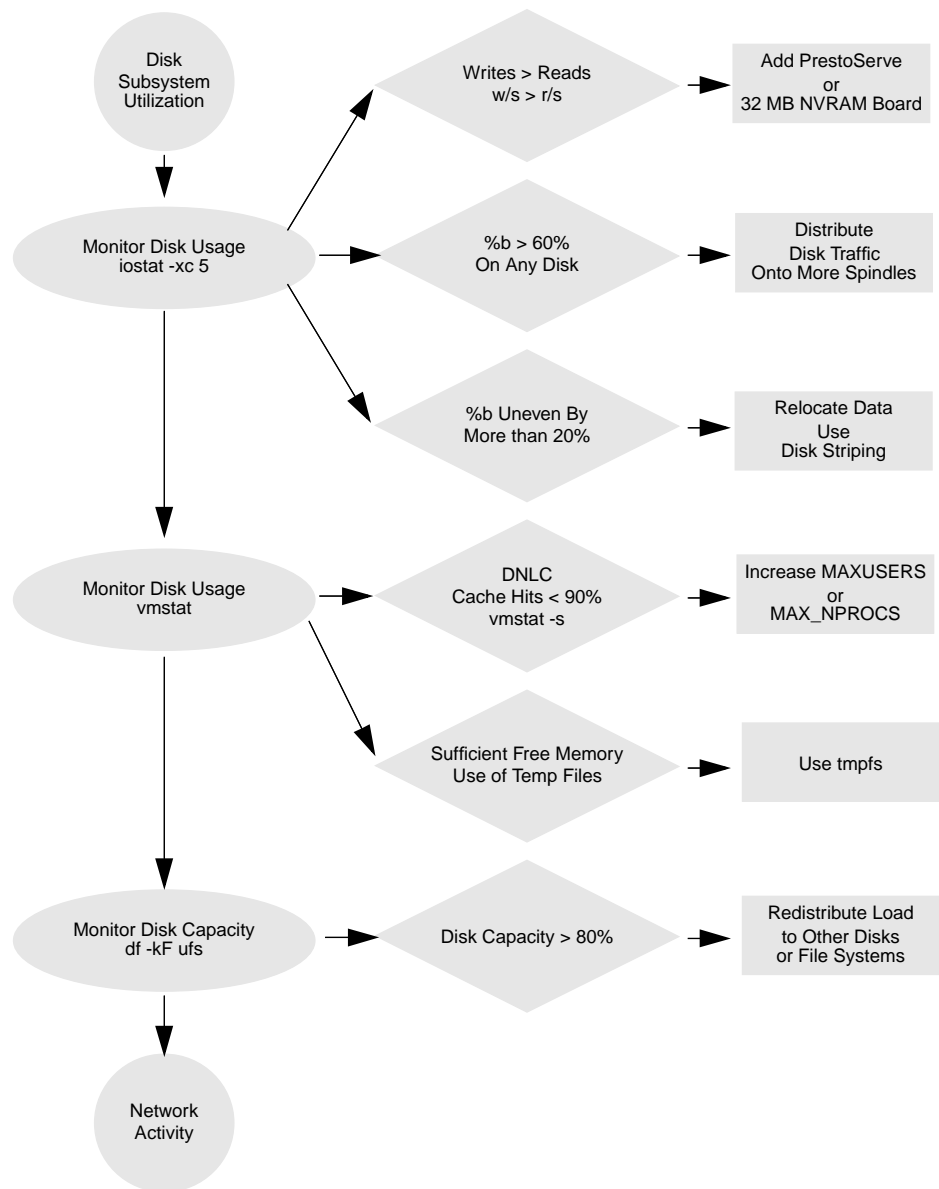 Disk
Subsystem
Utilization
Writes > Reads
w/s > r/s
Add PrestoServe
or
32 MB NVRAM Board
Monitor Disk Usage
iostat -xc 5
%b > 60%
On Any Disk
Distribute
Disk Traffic
Onto More Spindles
%b Uneven By
More than 20%
Relocate Data
Use
Disk Striping
Monitor Disk Usage
vmstat
DNLC
Cache Hits < 90%
vmstat -s
Increase MAXUSERS
or
MAX_NPROCS
Sufficient Free Memory
Use of Temp Files
Use tmpfs
Monitor Disk Capacity
df -kF ufs
Disk Capacity > 80%
Redistribute Load
to Other Disks
or File Systems
Network
Activity